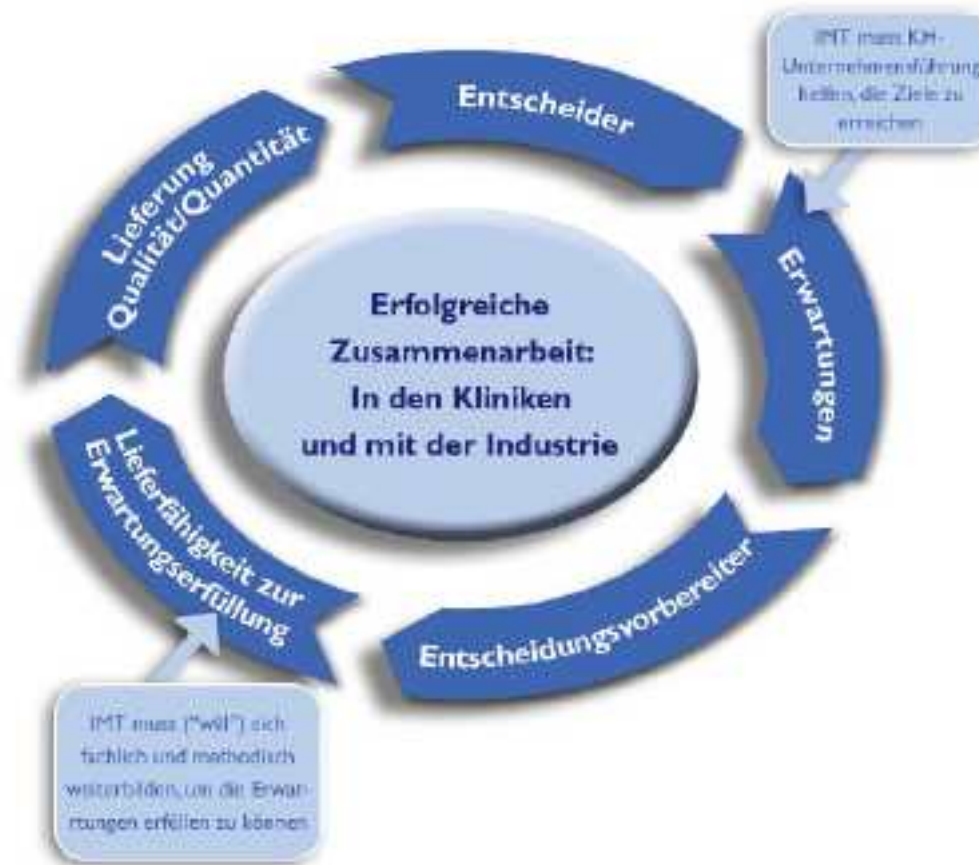 Entscheider
IMT muss KH-
Unternehmensführung
helfen, die Ziele zu
erreichen
Erwartungen
Entscheidungsvorbereiter
Lieferfähigkeit zur
Erwartungserfüllung
IMT muss ("will") sich
fachlich und methodisch
weiterbilden, um die Erwar-
tungen erfüllen zu können
Lieferung
Qualität/Quantität
Erfolgreiche
Zusammenarbeit:
In den Kliniken
und mit der Industrie